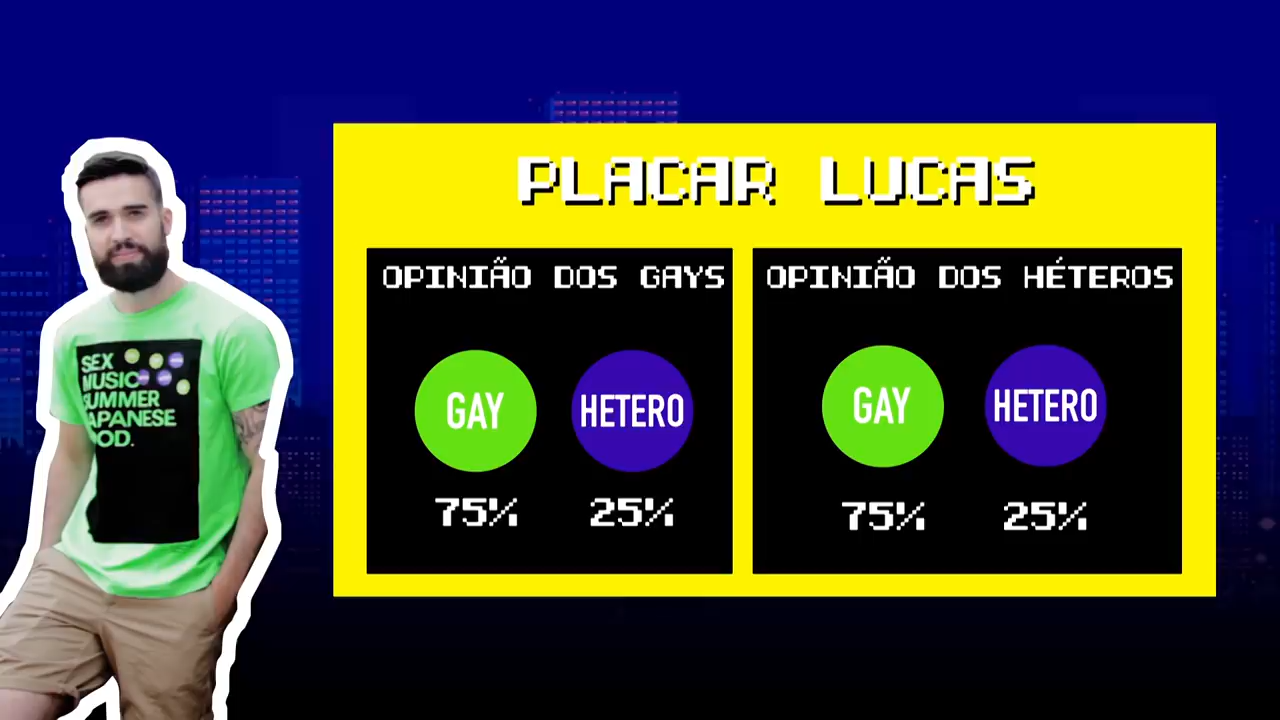 PLACAR LUCAS
OPINIÃO DOS GAYS
OPINIÃO DOS HÉTEROS
GAY
HETERO
GAY
HETERO
75%
25%
75%
25%
SEX
MUSIC
SUMMER
JAPANESE